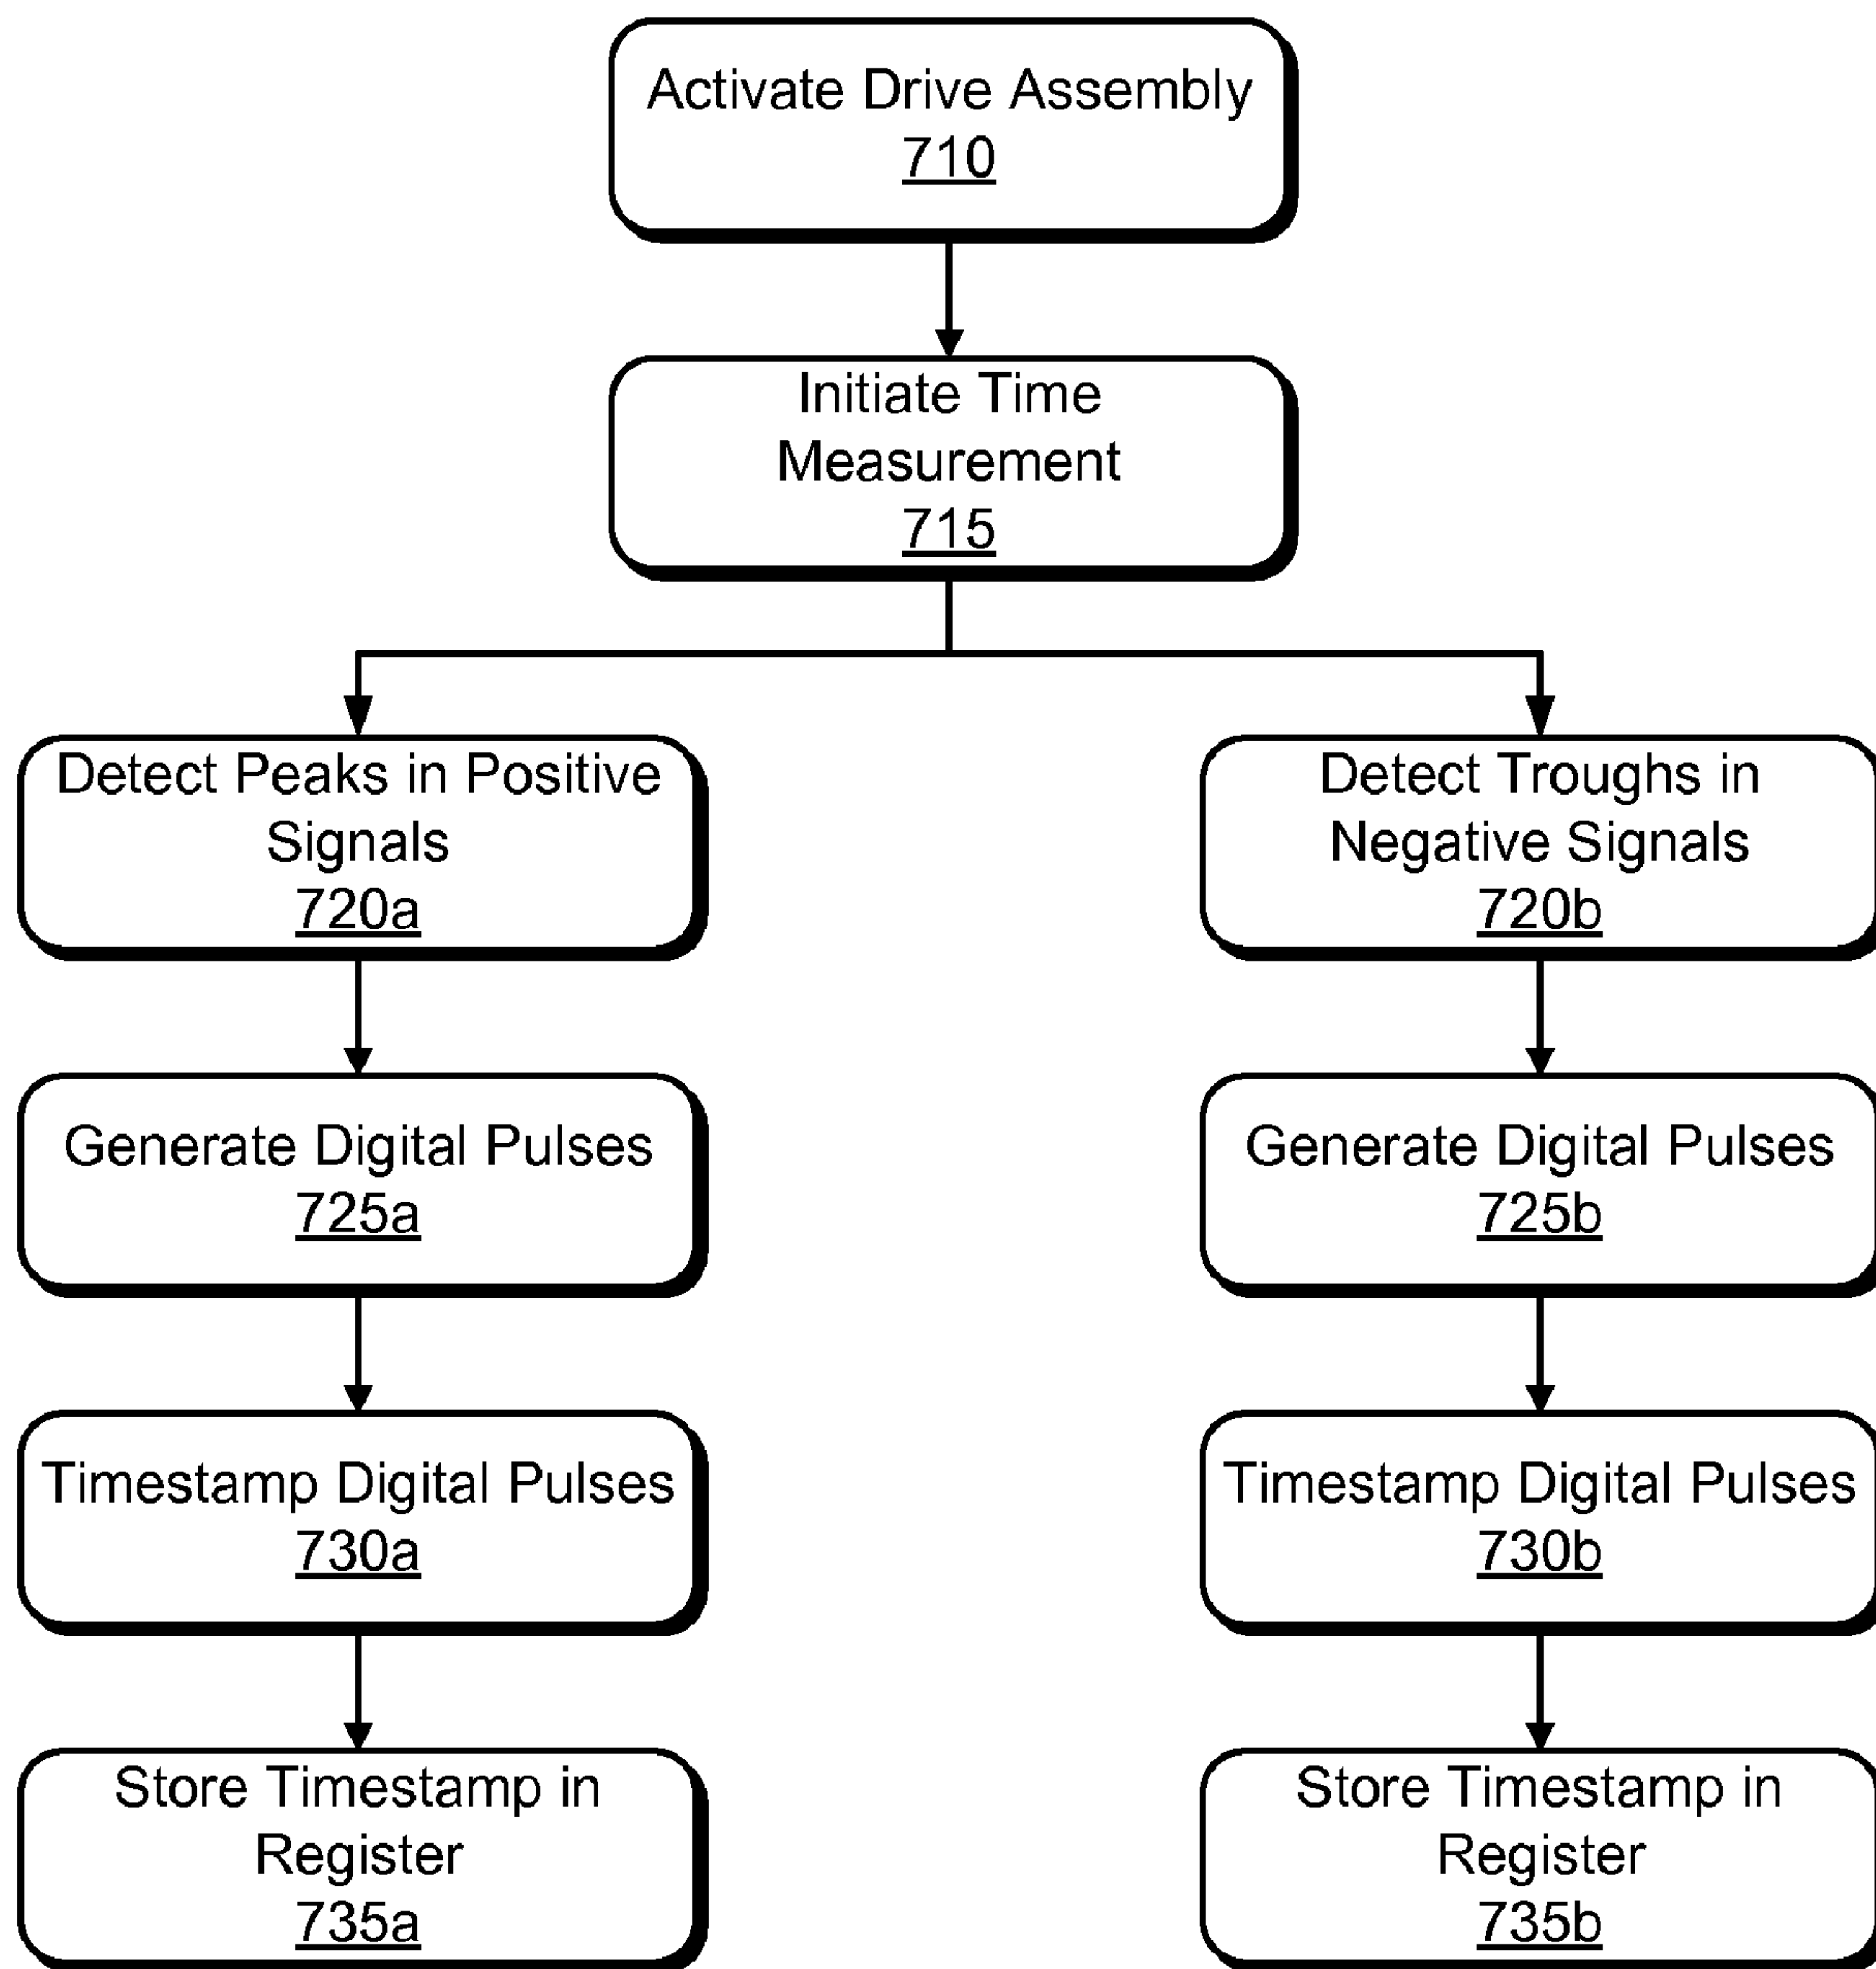 Activate Drive Assembly
710
Initiate Time
Measurement
715
Detect Peaks in Positive
Signals
720a
Detect Troughs in
Negative Signals
720b
Generate Digital Pulses
725a
Generate Digital Pulses
725b
Timestamp Digital Pulses
730a
Timestamp Digital Pulses
730b
Store Timestamp in
Register
735a
Store Timestamp in
Register
735b